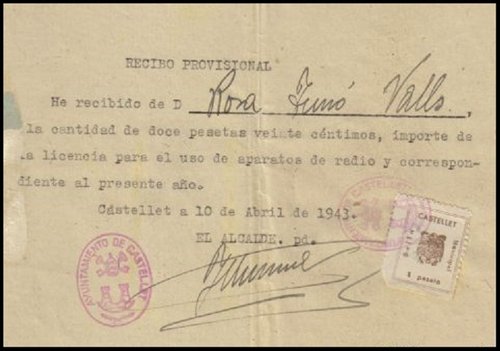 RECIBO PROVISIONAL
He recibido de D Rosa Valls,
la cantidad de doce pesetas veinte céntimos, importe de
la licencia para el uso de aparatos de radio y correspon-
diente al presente año.
Cástellet a 10 de Abril de 1943.
EL ALCALDE. pd.
AYUNTAMIENTO DE CASTELLET
CASTELLET
Municipal
1 peseta